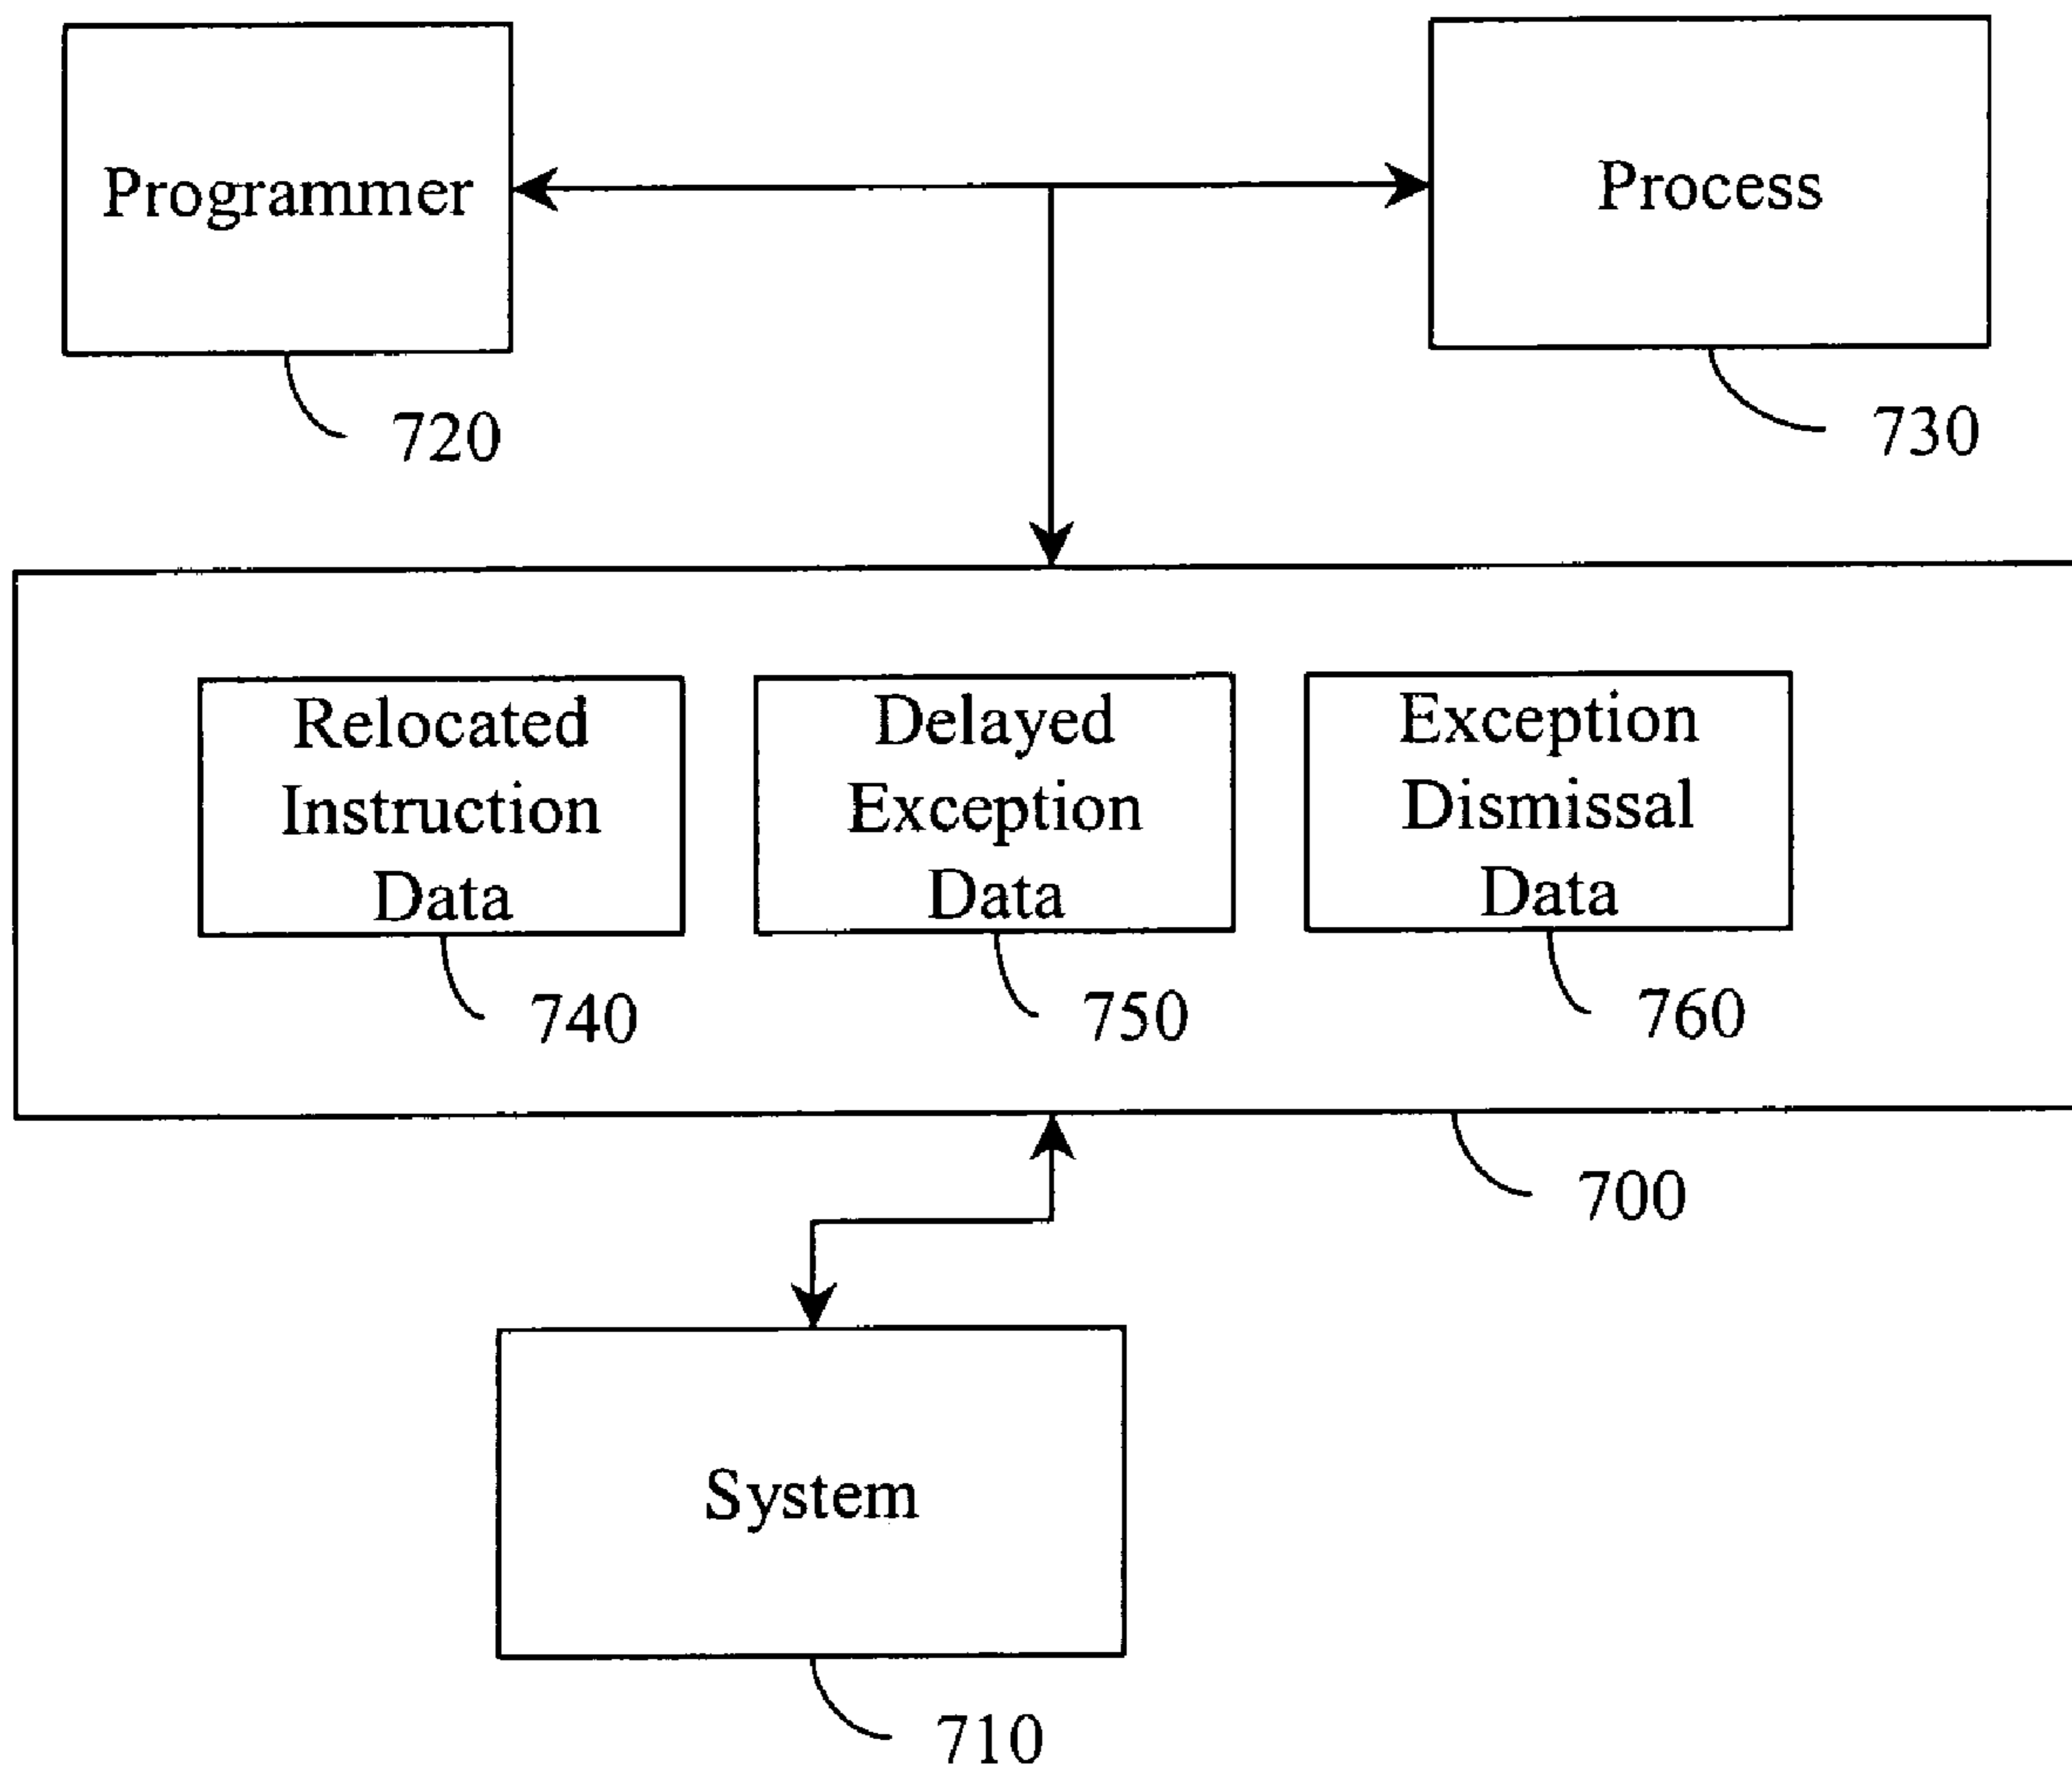 Programmer
Process
720
730
Relocated
Instruction
Data
Delayed
Exception
Data
Exception
Dismissal
Data
740
750
760
700
System
710